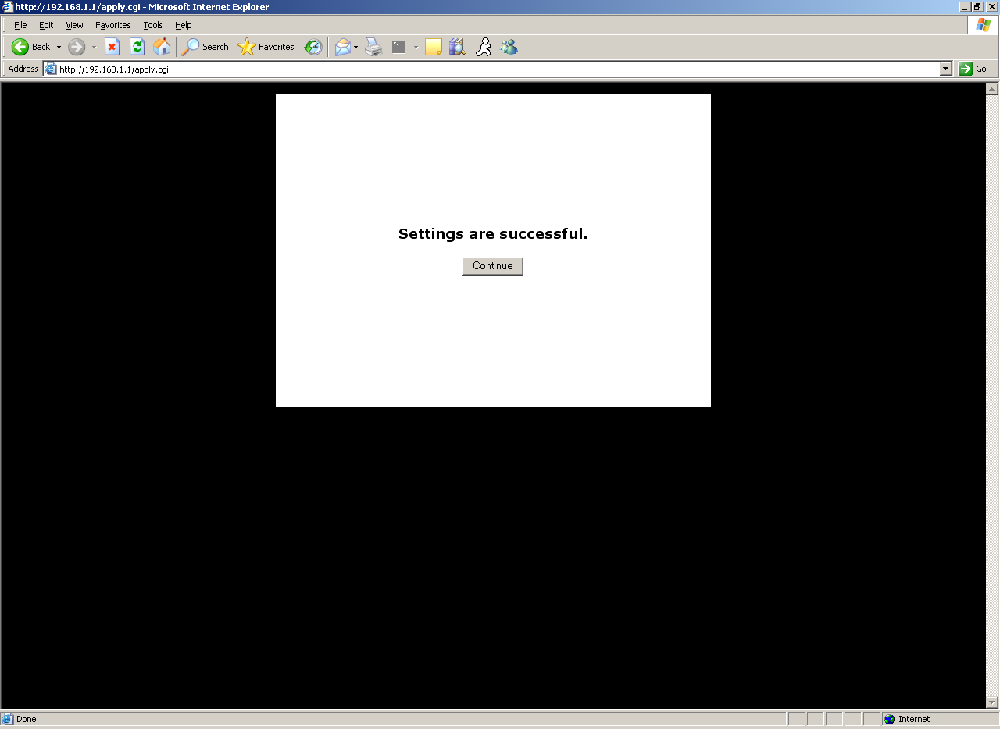 http://192.168.1.1/apply.cgi - Microsoft Internet Explorer
File Edit View Favorites Tools Help
Back Search Favorites
Address http://192.168.1.1/apply.cgi Go
Settings are successful.
Continue
Done Internet